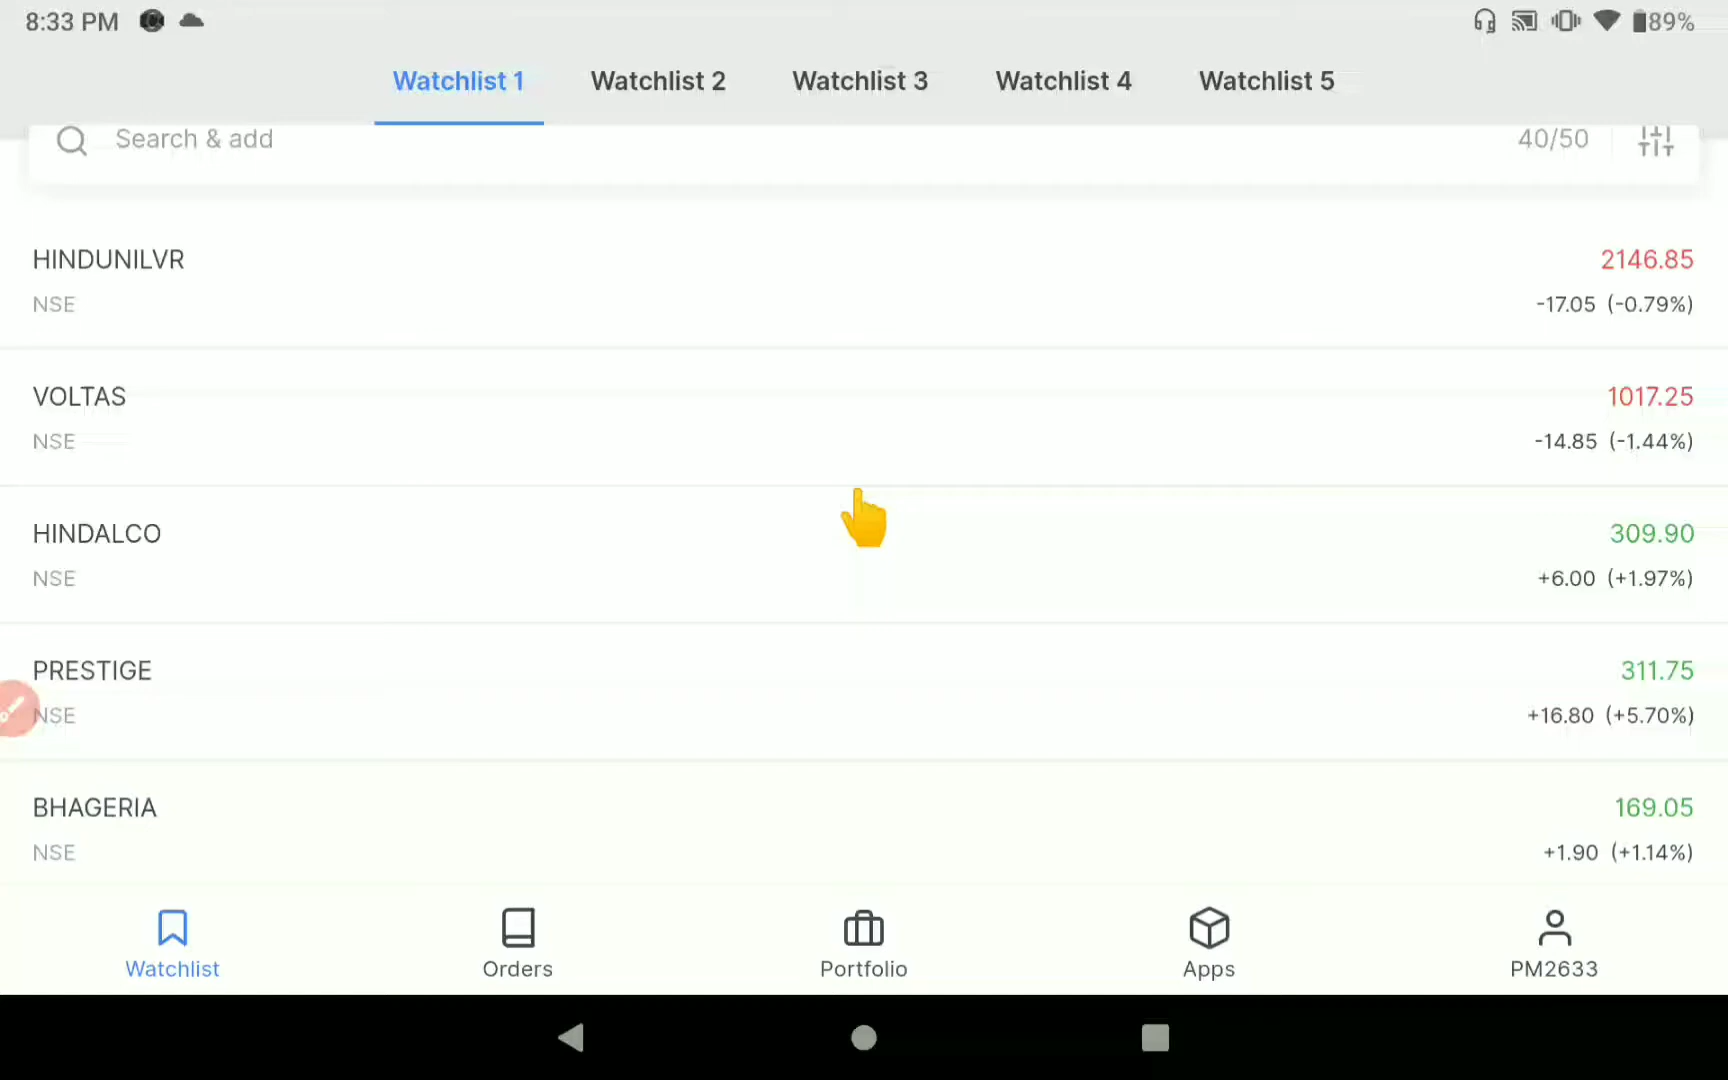 8:33 PM 89%
Watchlist 1 Watchlist 2 Watchlist 3 Watchlist 4 Watchlist 5
Search & add 40/50
HINDUNILVR 2146.85
NSE -17.05 (-0.79%)
VOLTAS 1017.25
NSE -14.85 (-1.44%)
HINDALCO 309.90
NSE +6.00 (+1.97%)
PRESTIGE 311.75
NSE +16.80 (+5.70%)
BHAGERIA 169.05
NSE +1.90 (+1.14%)
Watchlist Orders Portfolio Apps PM2633